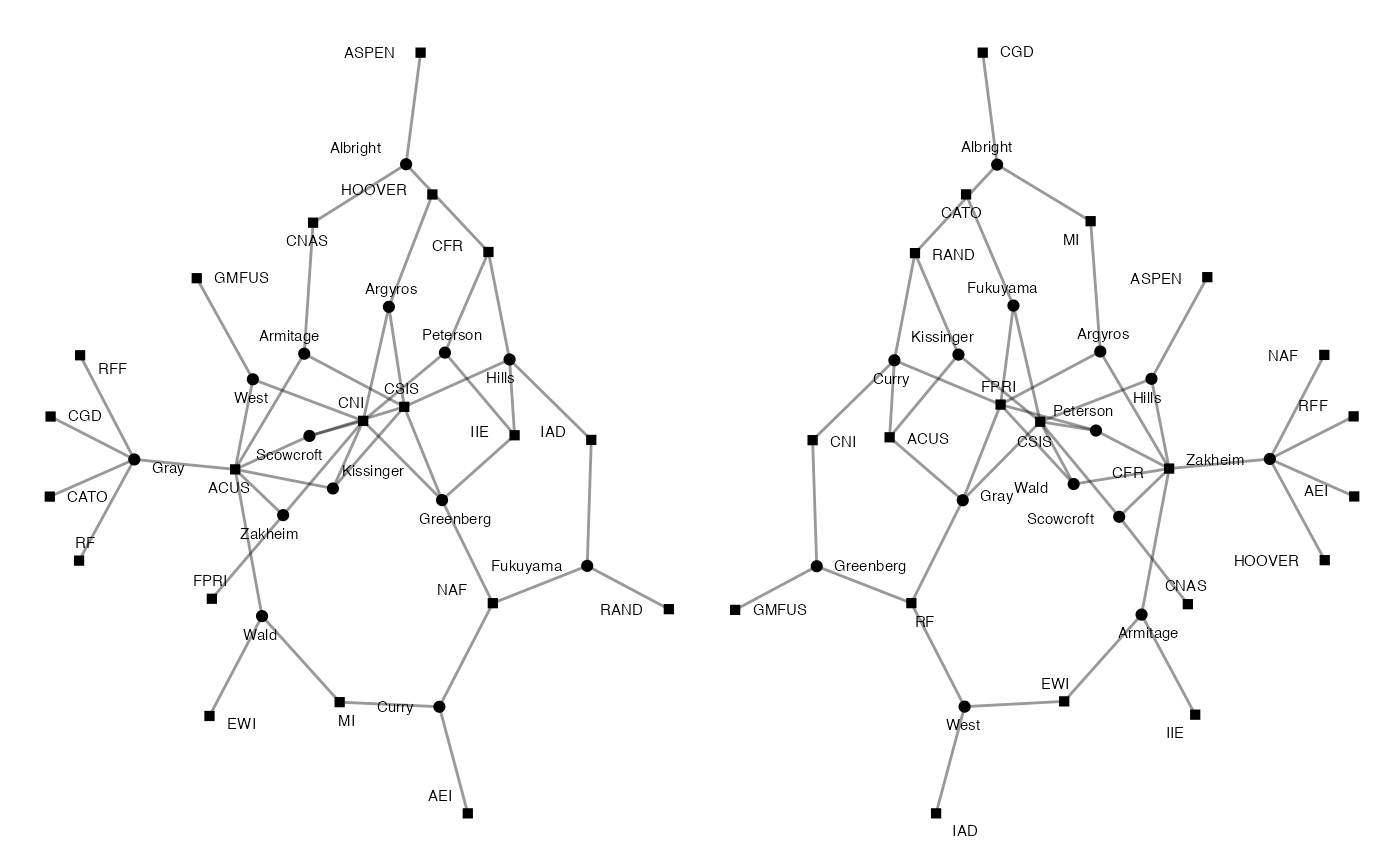 ASPEN
Albright
HOOVER
CNAS
CFR
GMFUS
Argyros
Armitage
Peterson
RFF
West
CSIS
Hills
CGD
CNI
IIE
IAD
Scowcroft
Gray
Kissinger
ACUS
CATO
Greenberg
Zakheim
RF
FPRI
Fukuyama
NAF
RAND
Wald
EWI
MI
Curry
AEI
CGD
Albright
CATO
MI
RAND
ASPEN
Fukuyama
Kissinger
Argyros
NAF
Curry
FPRI
Hills
RFF
Peterson
CNI
ACUS
CSIS
Zakheim
CFR
Gray
Wald
AEI
Scowcroft
HOOVER
Greenberg
CNAS
GMFUS
RF
Armitage
EWI
West
IIE
IAD